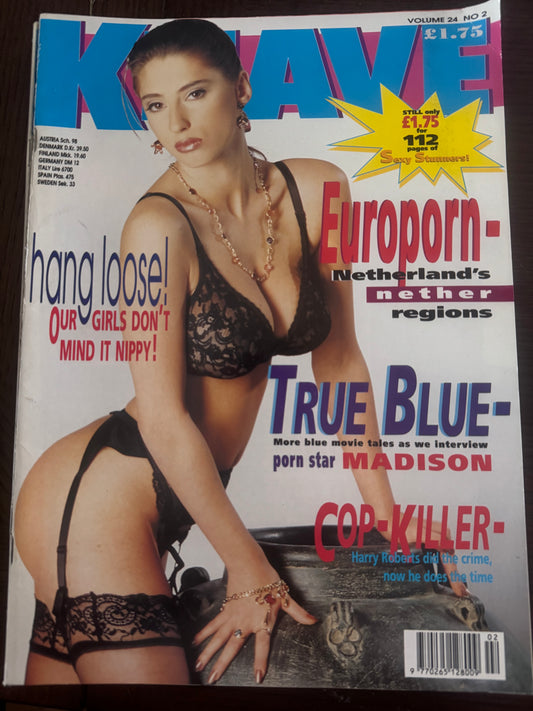 VOLUME 24 NO 2
£1.75
KNAVE
STILL only
£1.75
for
112
pages of
Sexy Stunners!
AUSTRIA Sch. 98
DENMARK D.Kr. 39.50
FINLAND Mkk. 19.60
GERMANY DM 12
ITALY Lire 6700
SPAIN Ptas. 475
SWEDEN Sek. 33
Europorn-
Netherland's
nether
regions
hang loose!
OUR GIRLS DON'T
MIND IT NIPPY!
TRUE BLUE-
More blue movie tales as we interview
porn star MADISON
COP-KILLER-
Harry Roberts did the crime,
now he does the time
02
9 770265 128009